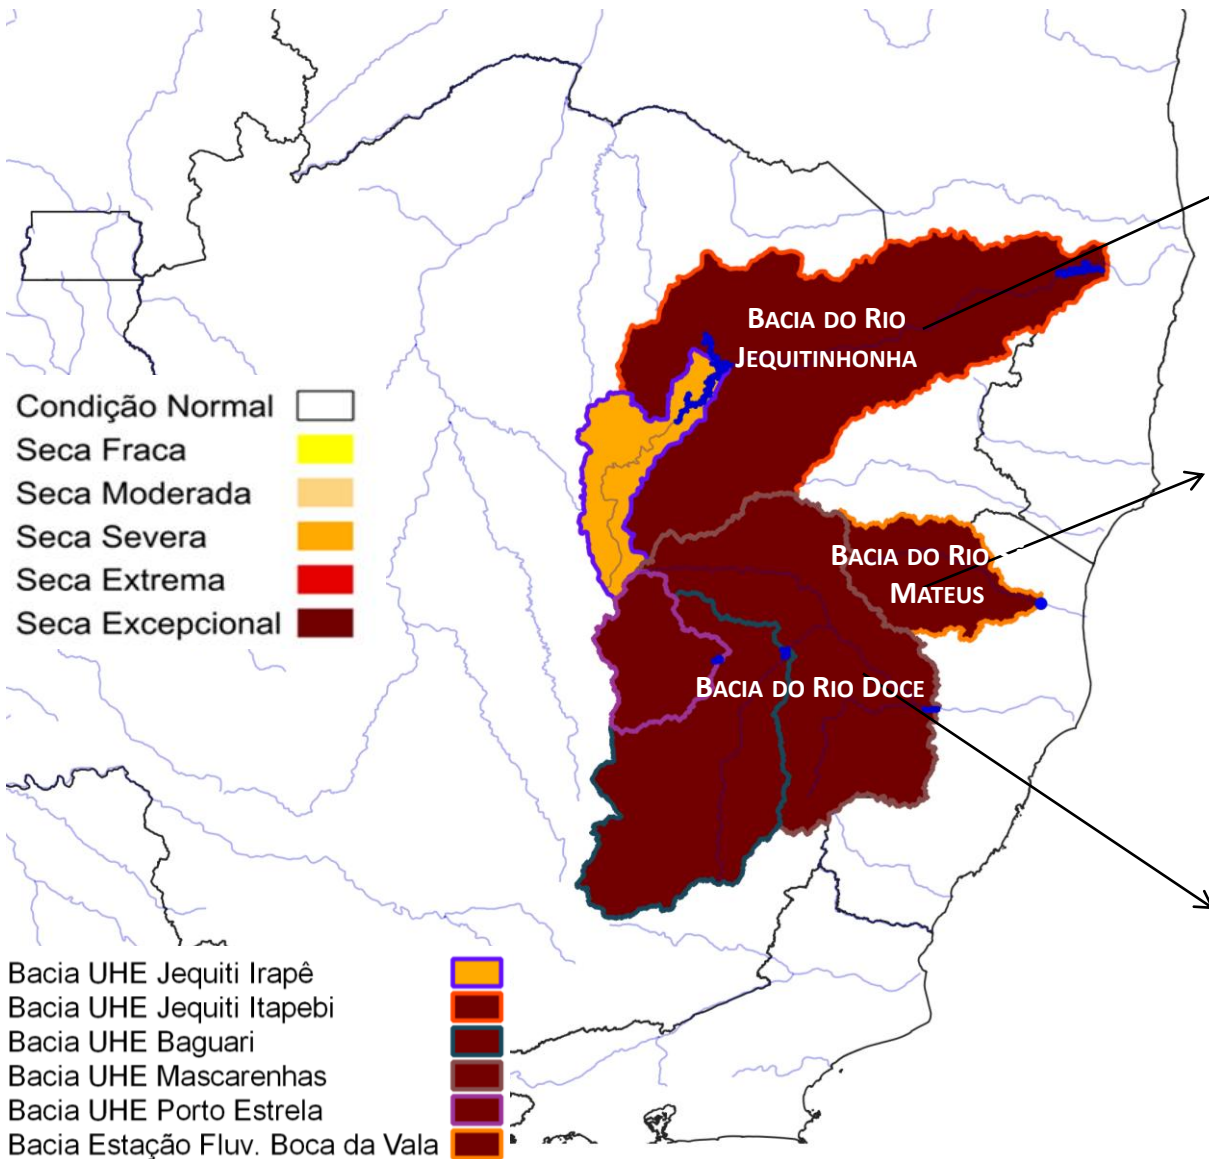 BACIA DO RIO
JEQUITINHONHA
Condição Normal
Seca Fraca
Seca Moderada
Seca Severa
Seca Extrema
Seca Excepcional
BACIA DO RIO
MATEUS
BACIA DO RIO DOCE
Bacia UHE Jequiti Irapê
Bacia UHE Jequiti Itapebi
Bacia UHE Baguari
Bacia UHE Mascarenhas
Bacia UHE Porto Estrela
Bacia Estação Fluv. Boca da Vala